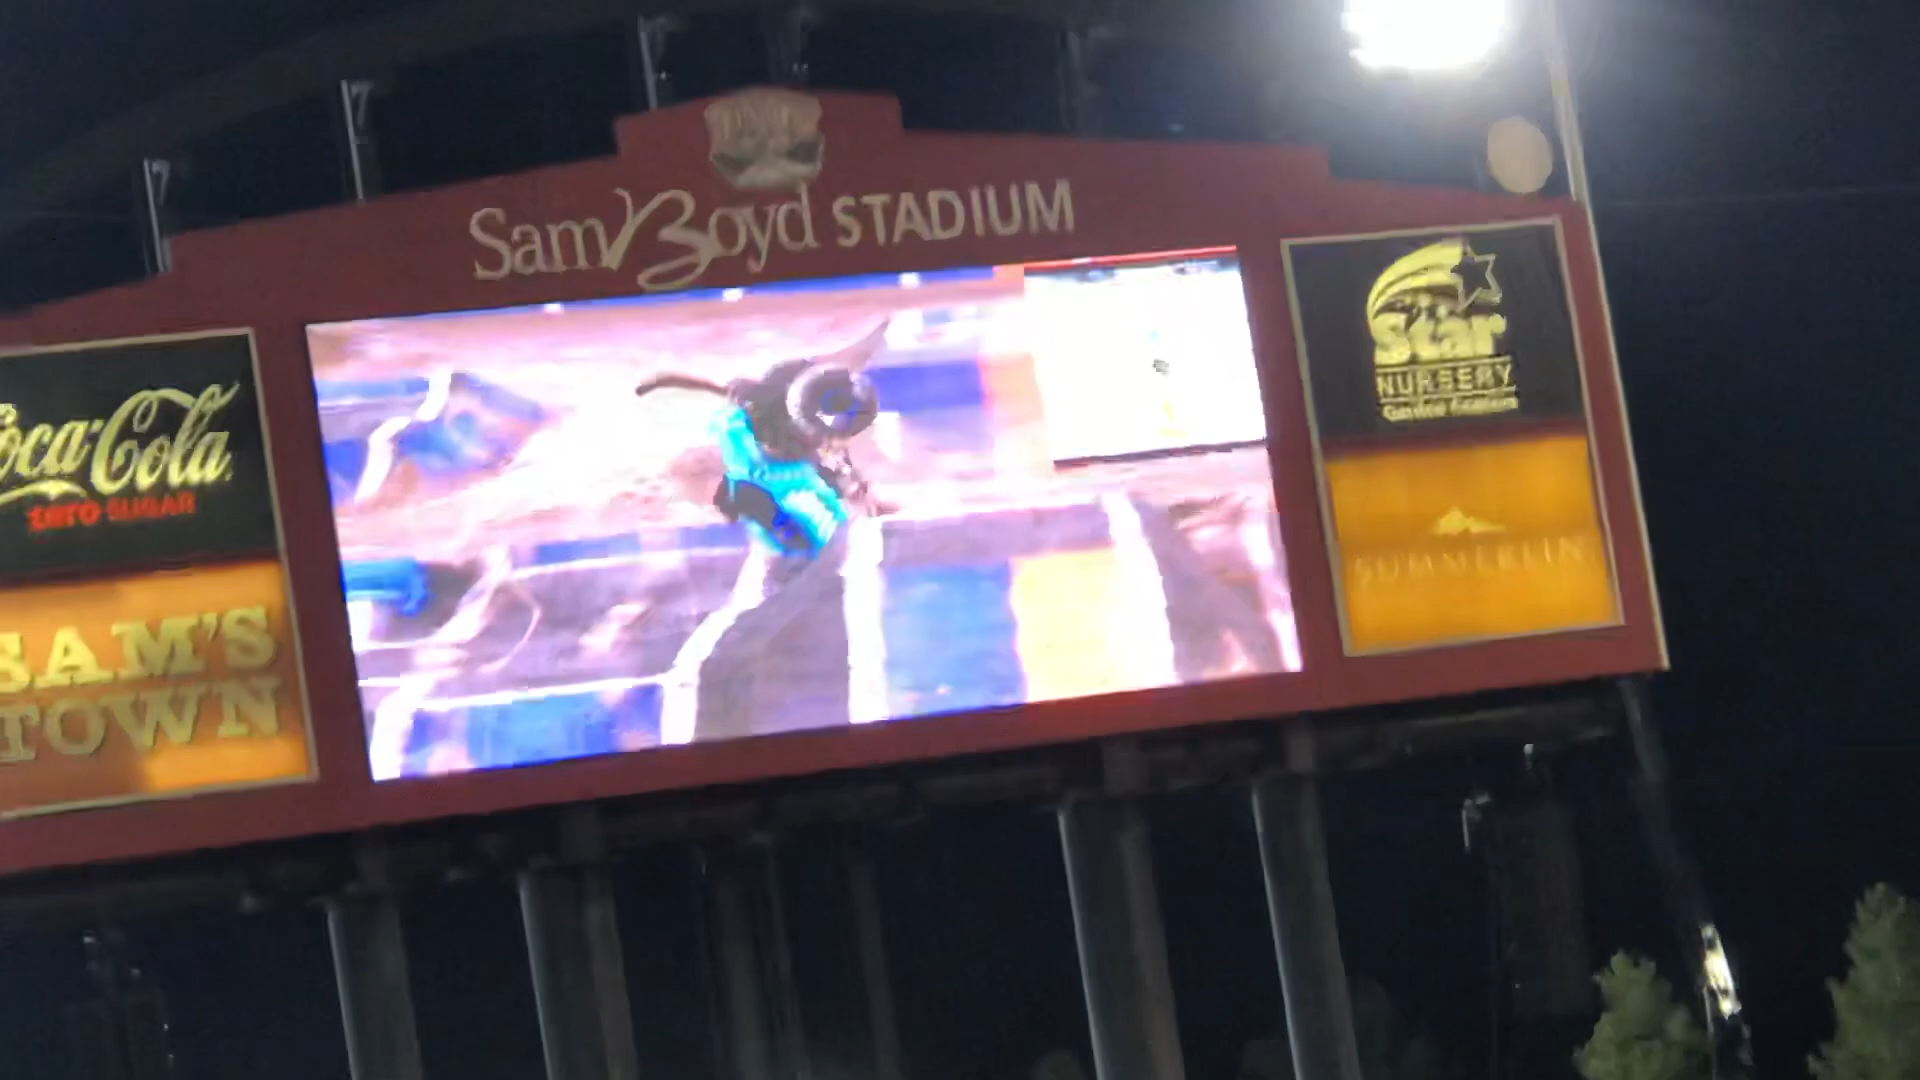 Sam Boyd STADIUM
Coca-Cola
zero SUGAR
SAM'S
TOWN
Star
NURSERY
SUMMERLIN